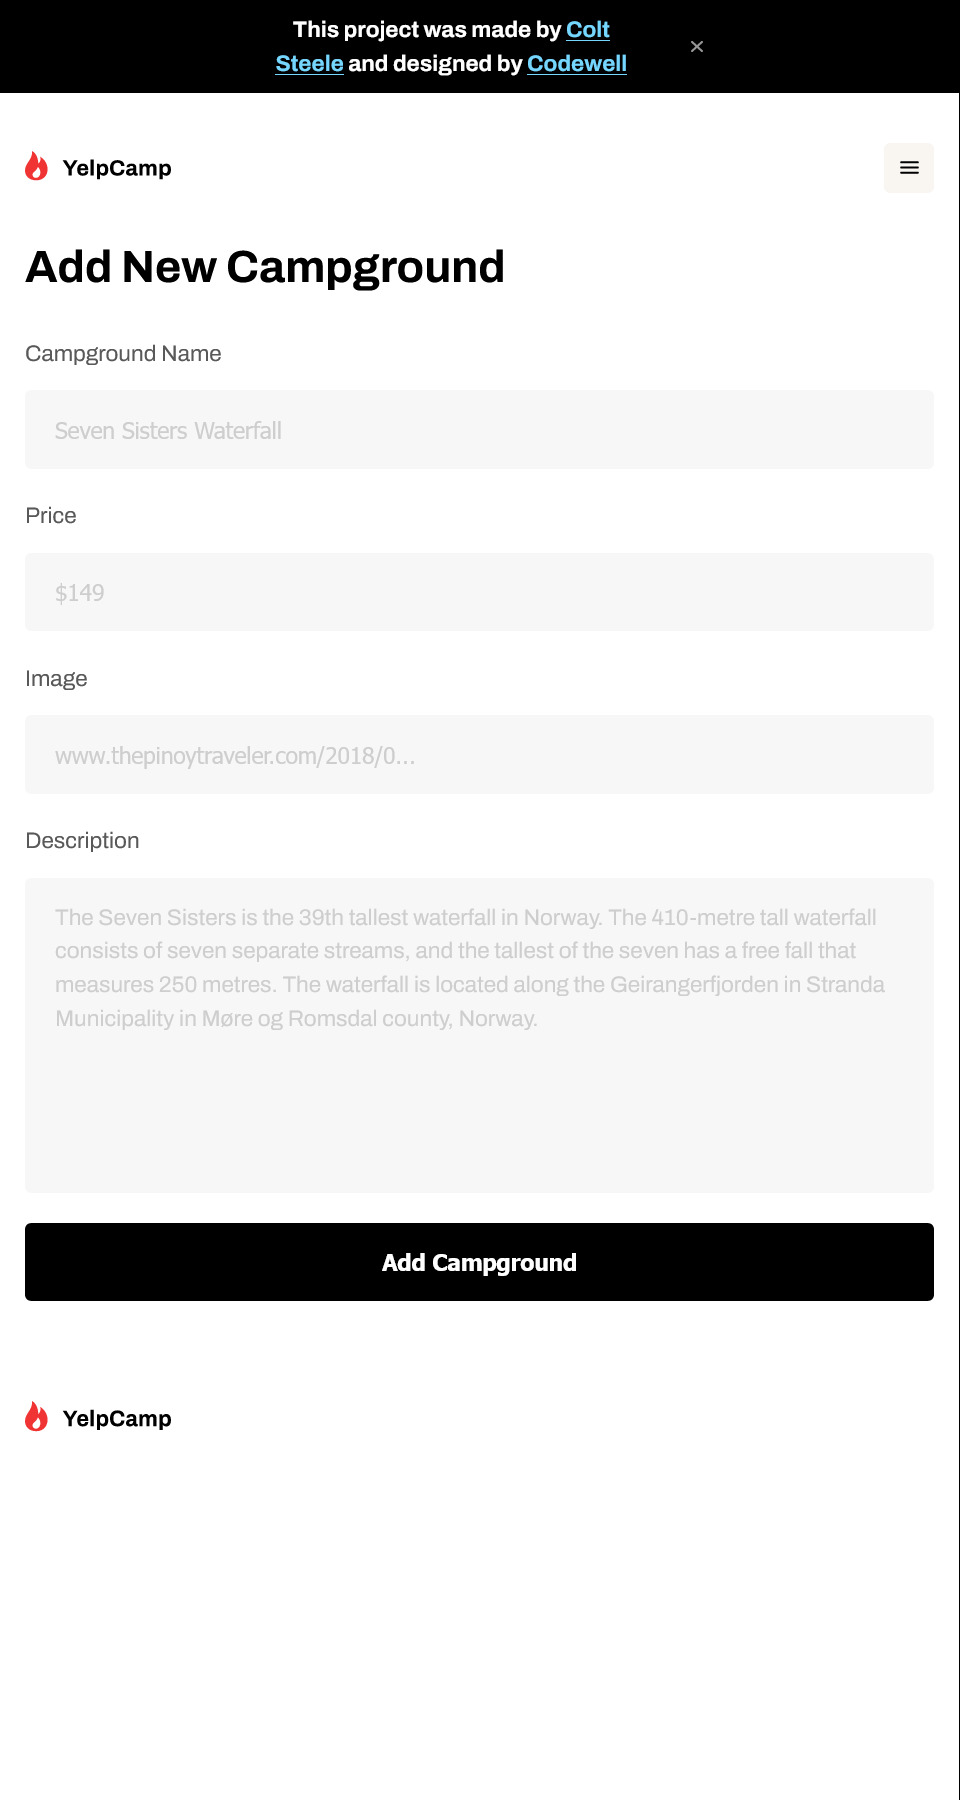 This project was made by Colt
Steele and designed by Codewell
YelpCamp
Add New Campground
Campground Name
Seven Sisters Waterfall
Price
$149
Image
www.thepinoytraveler.com/2018/0...
Description
The Seven Sisters is the 39th tallest waterfall in Norway. The 410-metre tall waterfall
consists of seven separate streams, and the tallest of the seven has a free fall that
measures 250 metres. The waterfall is located along the Geirangerfjorden in Stranda
Municipality in Møre og Romsdal county, Norway.
Add Campground
YelpCamp